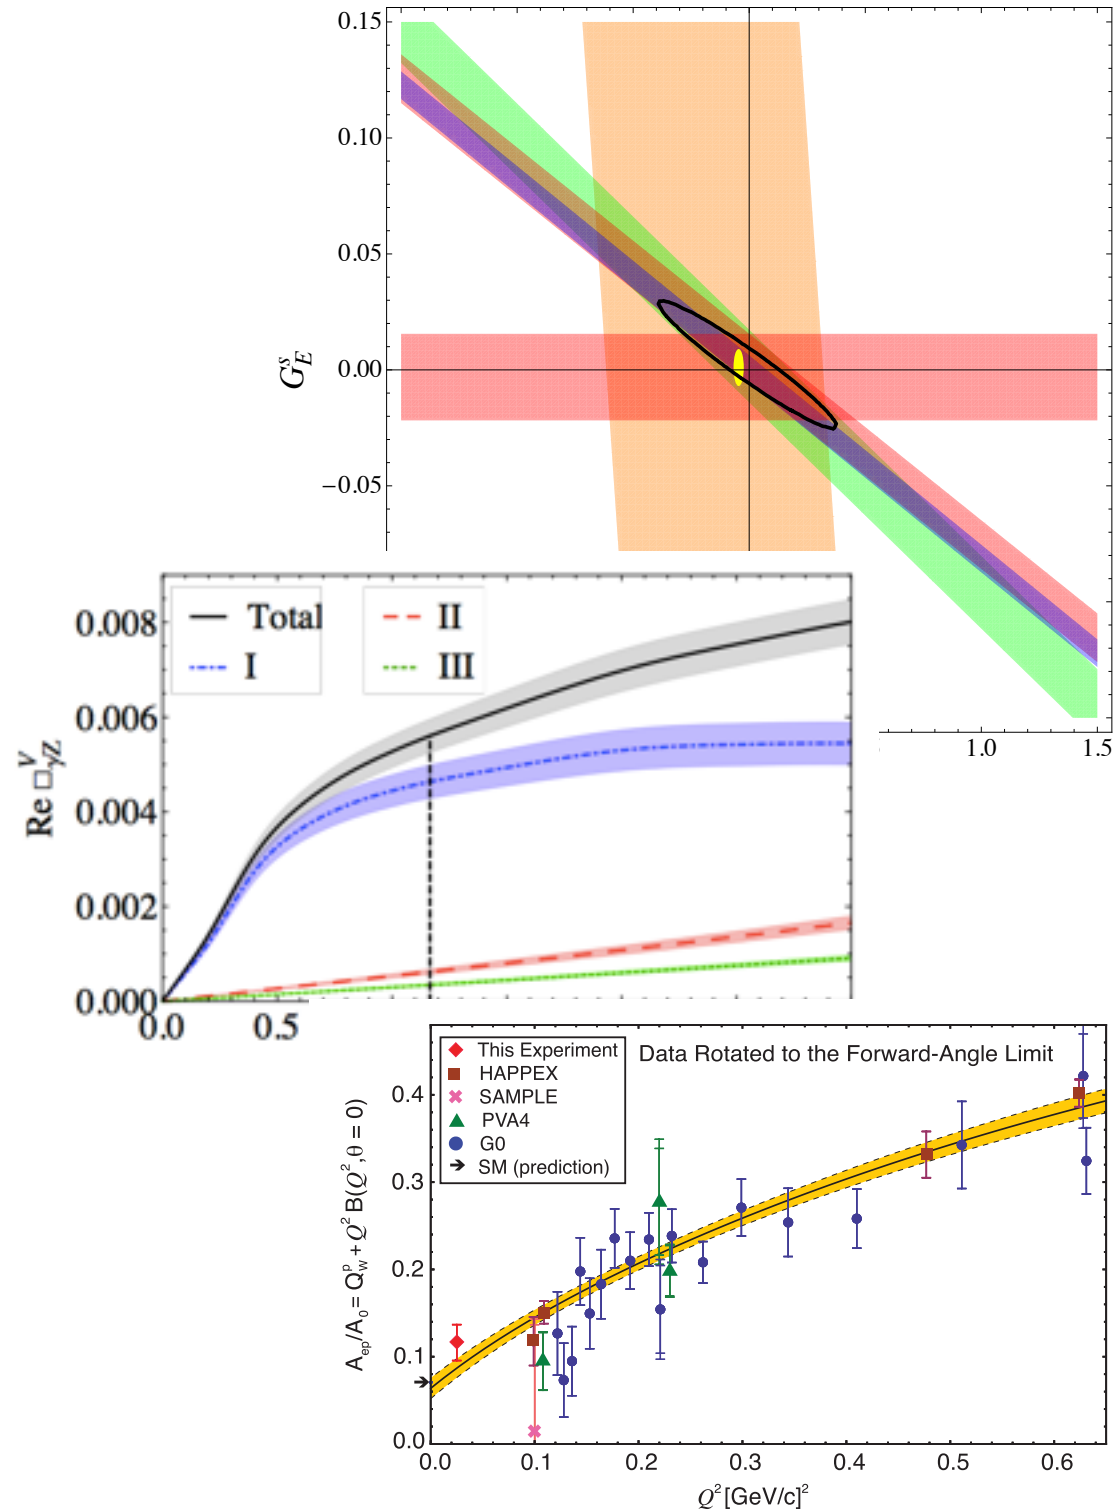 0.15
0.10
0.05
0.00
−0.05
G_E^s
1.0
1.5
Total
II
I
III
0.008
0.006
0.004
0.002
0.000
Re □_γZ^V
0.0
0.5
Data Rotated to the Forward-Angle Limit
This Experiment
HAPPEX
SAMPLE
PVA4
G0
SM (prediction)
0.4
0.3
0.2
0.1
0.0
A_ep/A_0 = Q_w^p + Q^2 B(Q^2, θ = 0)
0.0
0.1
0.2
0.3
0.4
0.5
0.6
Q^2 [GeV/c]^2